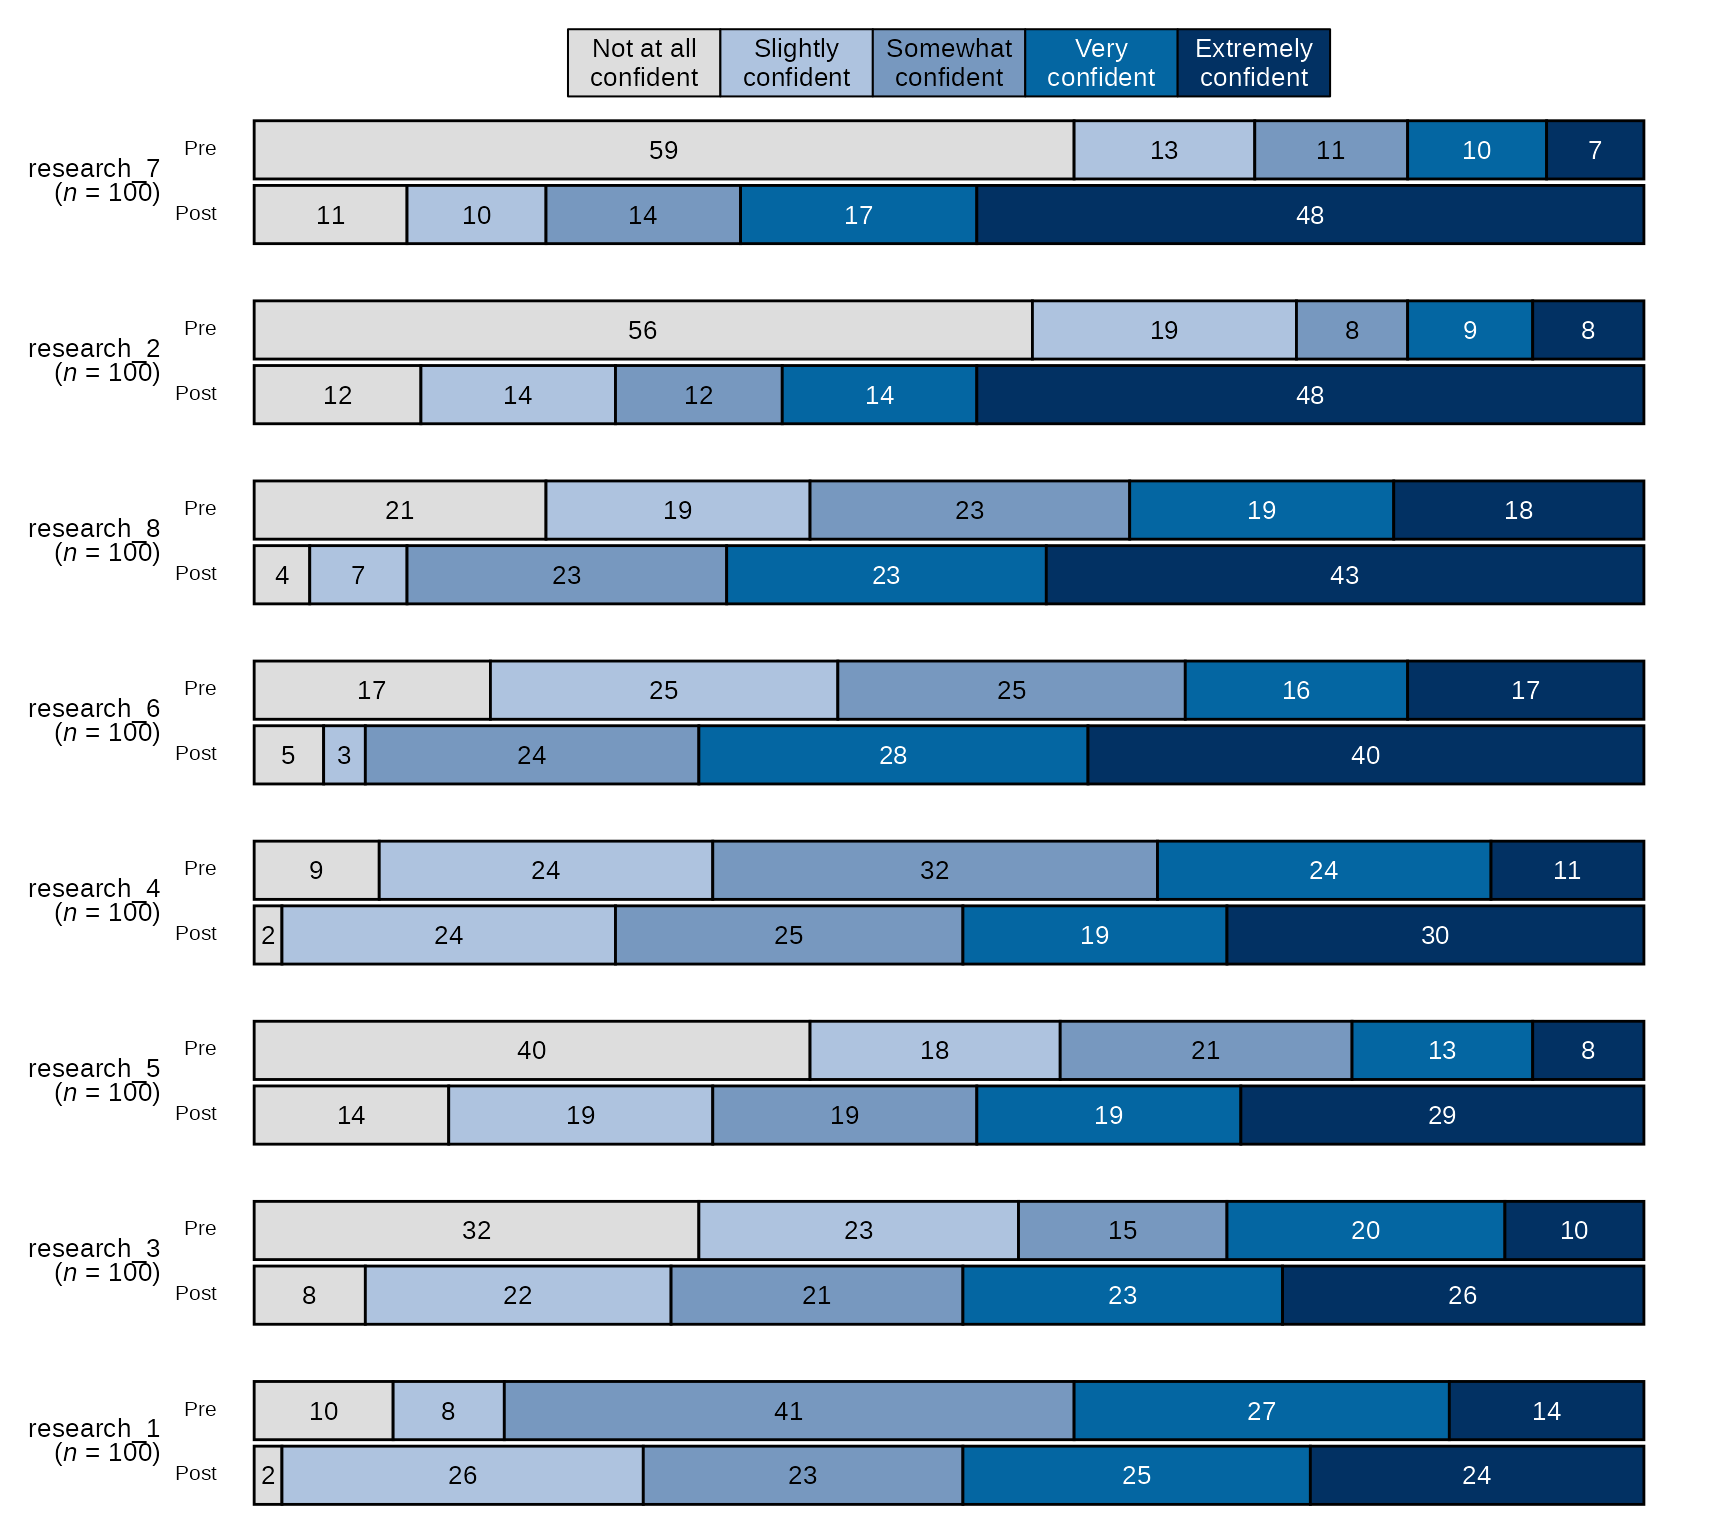 Not at all
confident
Slightly
confident
Somewhat
confident
Very
confident
Extremely
confident
research_7
(n = 100)
Pre
59 13 11 10 7
Post
11 10 14 17 48
research_2
(n = 100)
Pre
56 19 8 9 8
Post
12 14 12 14 48
research_8
(n = 100)
Pre
21 19 23 19 18
Post
4 7 23 23 43
research_6
(n = 100)
Pre
17 25 25 16 17
Post
5 3 24 28 40
research_4
(n = 100)
Pre
9 24 32 24 11
Post
2 24 25 19 30
research_5
(n = 100)
Pre
40 18 21 13 8
Post
14 19 19 19 29
research_3
(n = 100)
Pre
32 23 15 20 10
Post
8 22 21 23 26
research_1
(n = 100)
Pre
10 8 41 27 14
Post
2 26 23 25 24